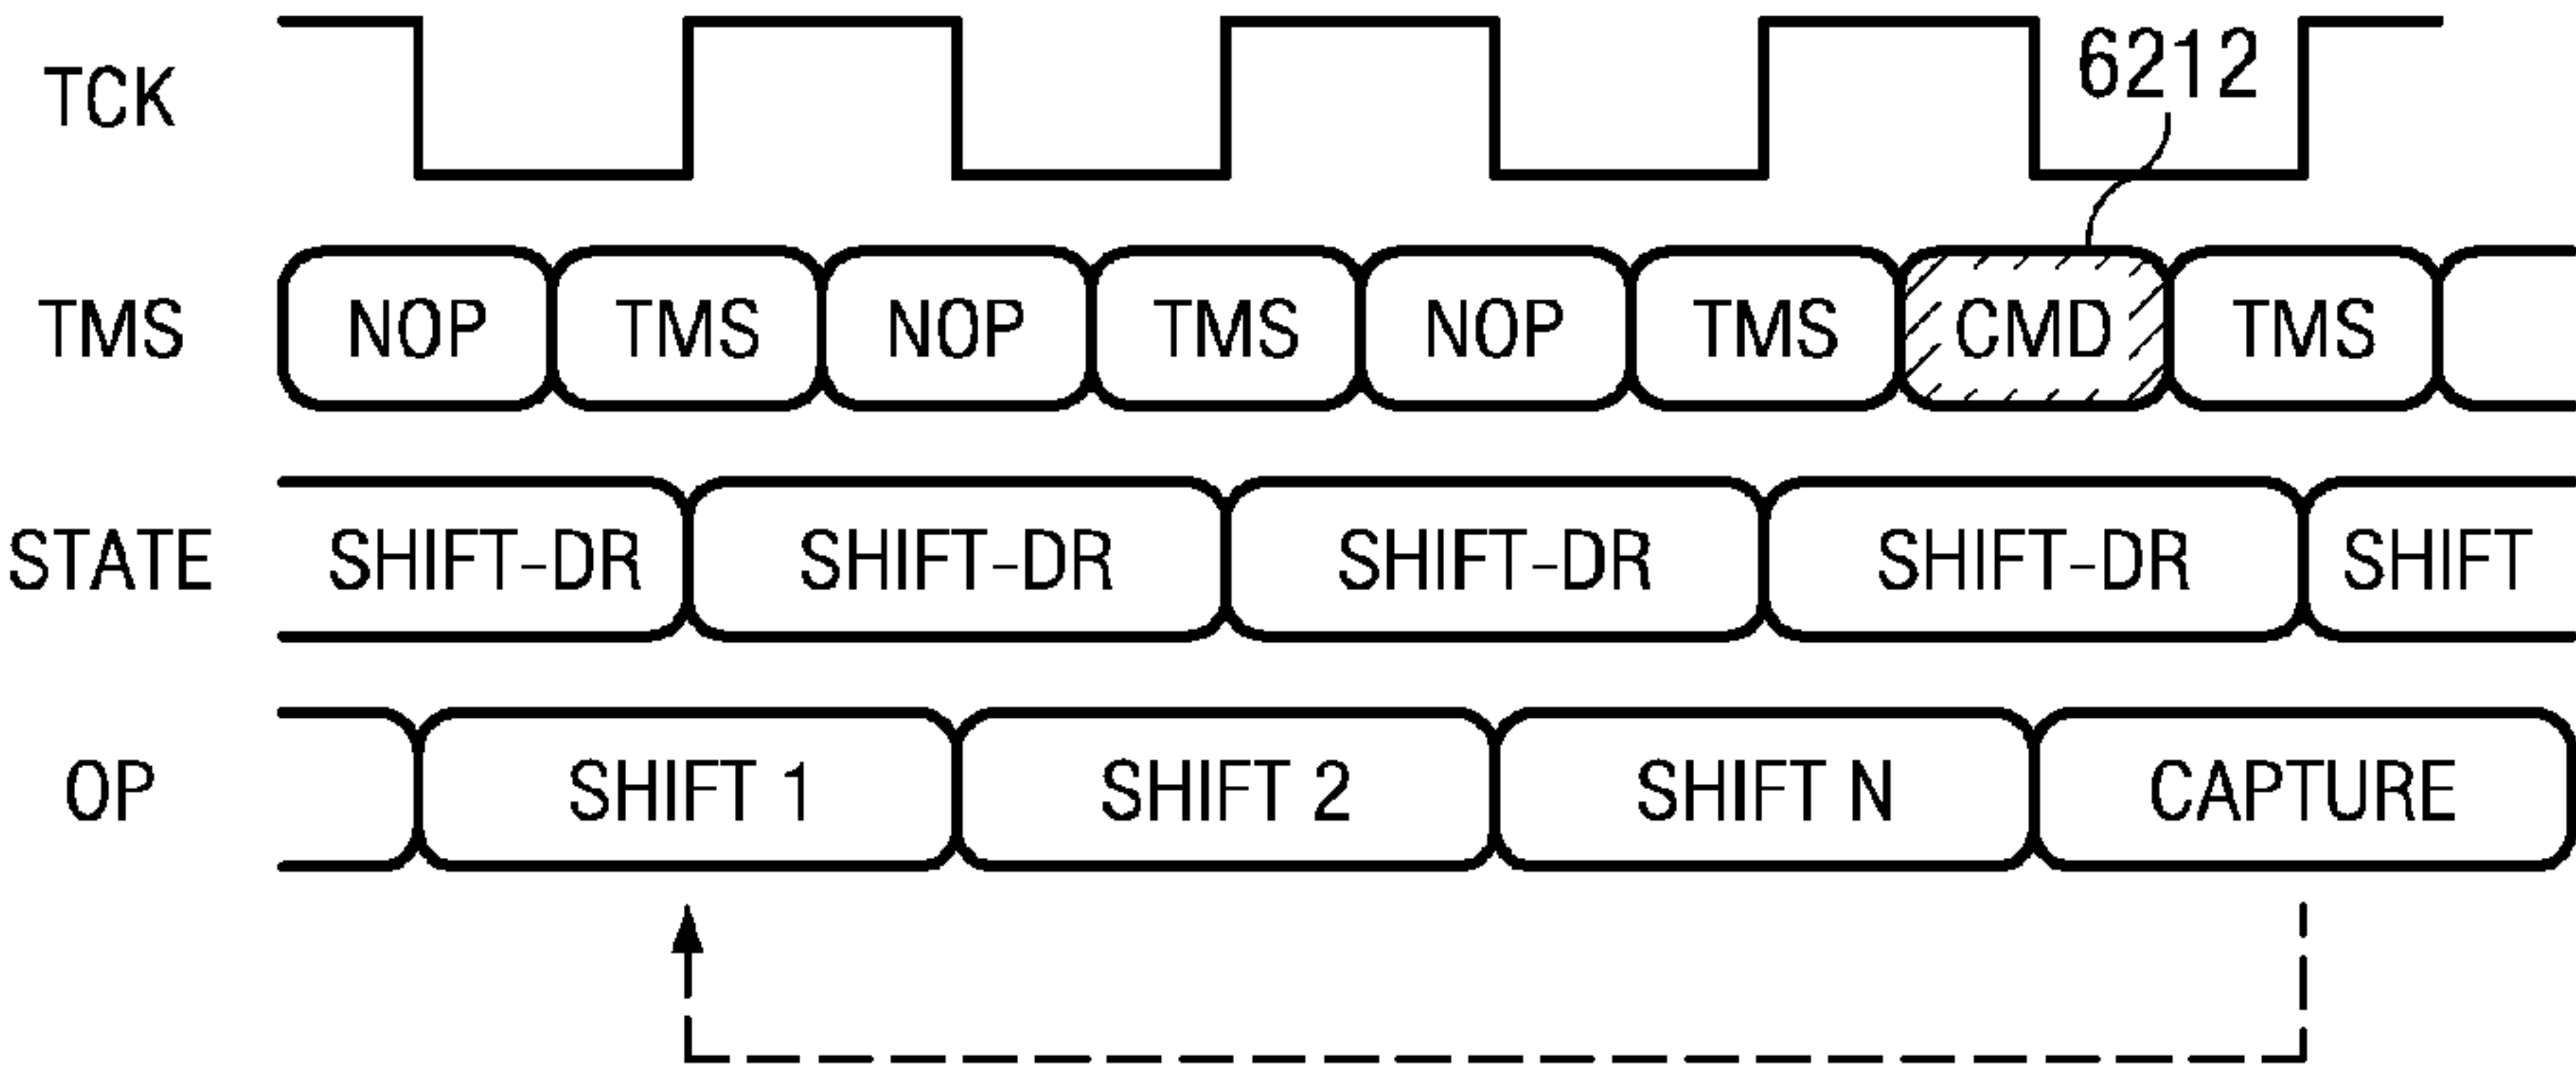 6212
TCK
TMS NOP TMS NOP TMS NOP TMS CMD TMS
STATE SHIFT-DR SHIFT-DR SHIFT-DR SHIFT-DR SHIFT
OP SHIFT 1 SHIFT 2 SHIFT N CAPTURE